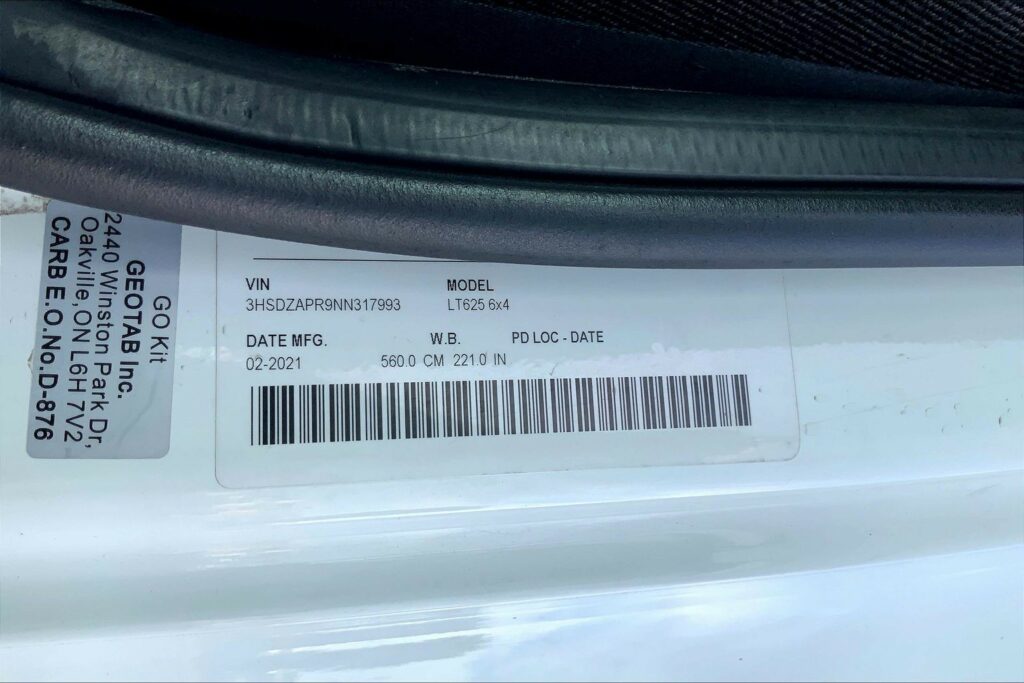 GO Kit
GEOTAB Inc.
2440 Winston Park Dr,
Oakville, ON L6H 7V2
CARB E.O.No.D-876
VIN MODEL
3HSDZAPR9NN317993 LT625 6x4
DATE MFG. W.B. PD LOC - DATE
02-2021 560.0 CM 221.0 IN